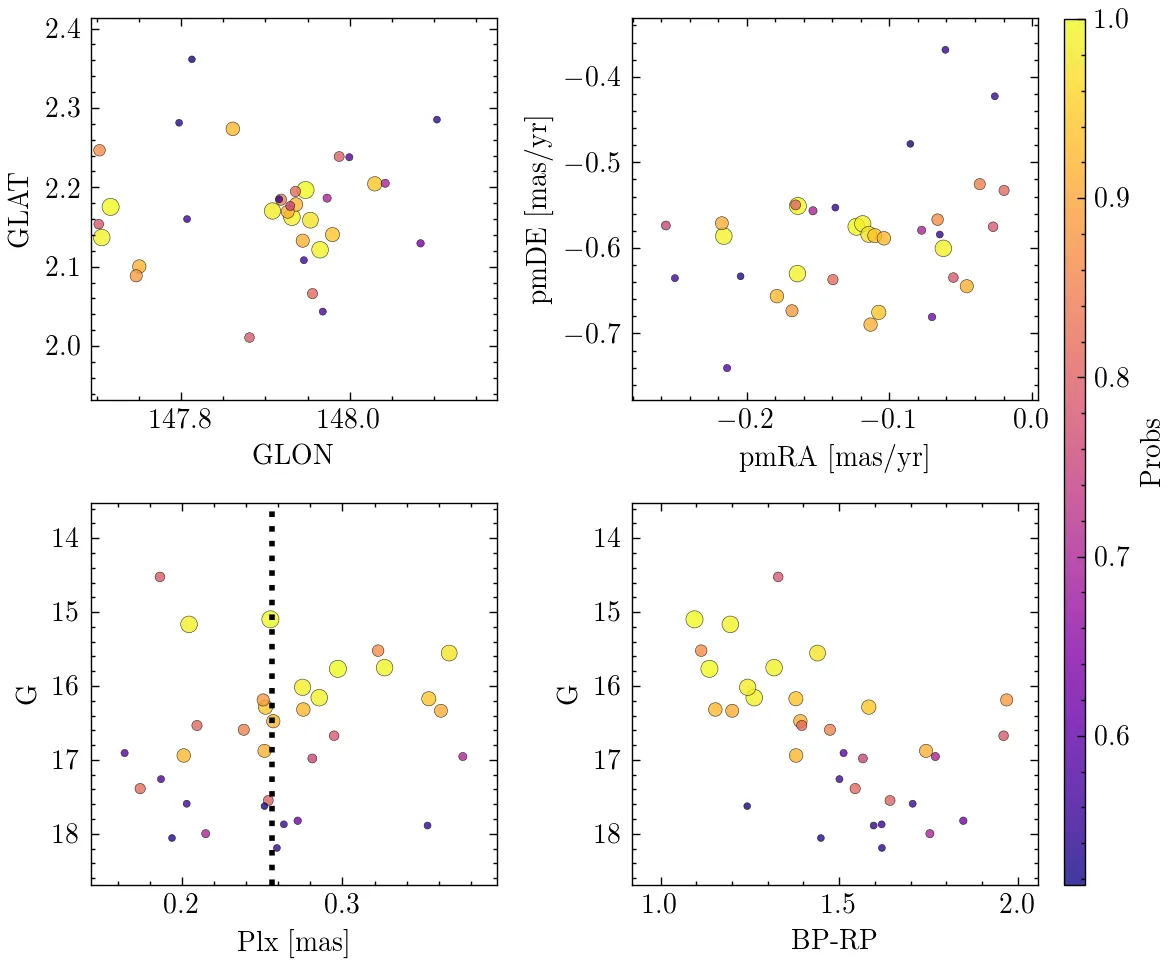 2.4
2.3
2.2
2.1
2.0
GLAT
147.8 148.0
GLON
−0.4
−0.5
−0.6
−0.7
pmDE [mas/yr]
−0.2 −0.1 0.0
pmRA [mas/yr]
1.0
0.9
0.8
0.7
0.6
Probs
14
15
16
17
18
G
0.2 0.3
Plx [mas]
14
15
16
17
18
G
1.0 1.5 2.0
BP-RP